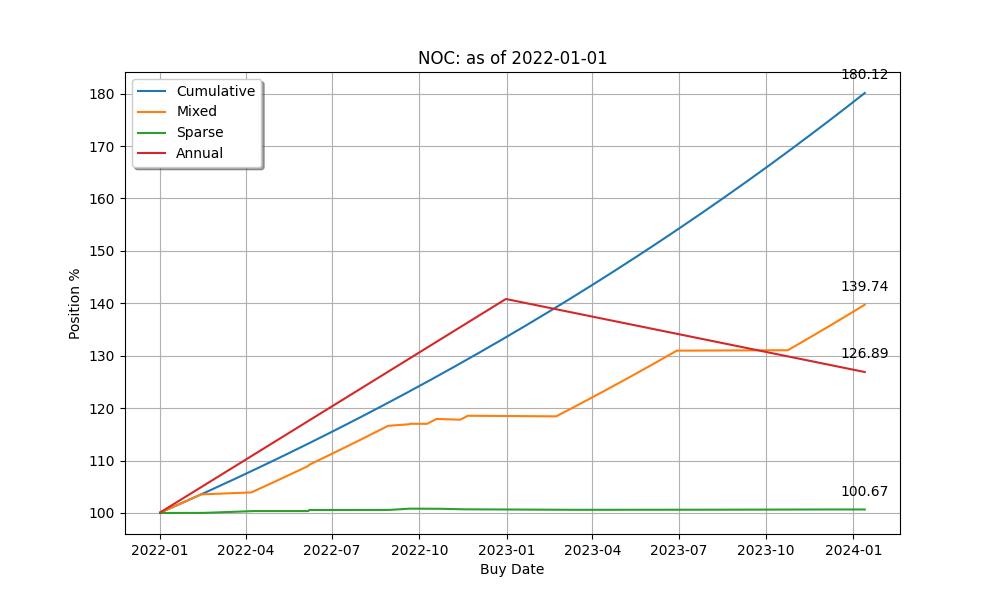 NOC: as of 2022-01-01
Cumulative
Mixed
Sparse
Annual
180.12
139.74
126.89
100.67
180
170
160
150
140
130
120
110
100
Position %
2022-01 2022-04 2022-07 2022-10 2023-01 2023-04 2023-07 2023-10 2024-01
Buy Date